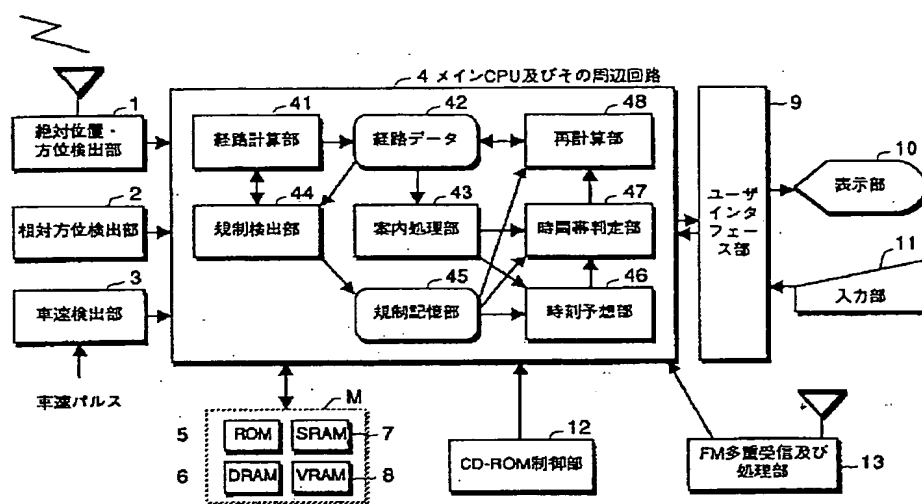 4 メインCPU及びその周辺回路
1
絶対位置・
方位検出部
2
相対方位検出部
3
車速検出部
車速パルス
41
経路計算部
42
経路データ
48
再計算部
44
規制検出部
43
案内処理部
47
時間帯判定部
45
規制記憶部
46
時刻予想部
9
ユーザ
インタ
フェー
ス部
10
表示部
11
入力部
M
5
ROM
SRAM
7
6
DRAM
VRAM
8
12
CD-ROM制御部
FM多重受信及び
処理部
13